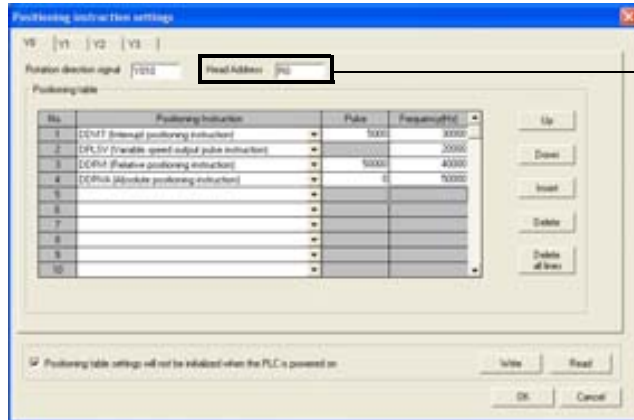 Positioning instruction settings
Y0 Y1 Y2 Y3
Rotation direction signal Y010 Head Address R0
Positioning table
No. Positioning Instruction Pulse Frequency(Hz)
1 DDVIT (Interrupt positioning instruction) 5000 30000
2 DPLSV (Variable speed output pulse instruction) 20000
3 DDRVI (Relative positioning instruction) 50000 40000
4 DDRVA (Absolute positioning instruction) 0 50000
5
6
7
8
9
10
Up
Down
Insert
Delete
Delete all lines
Positioning table settings will not be initialized when the PLC is powered on
Write Read
OK Cancel